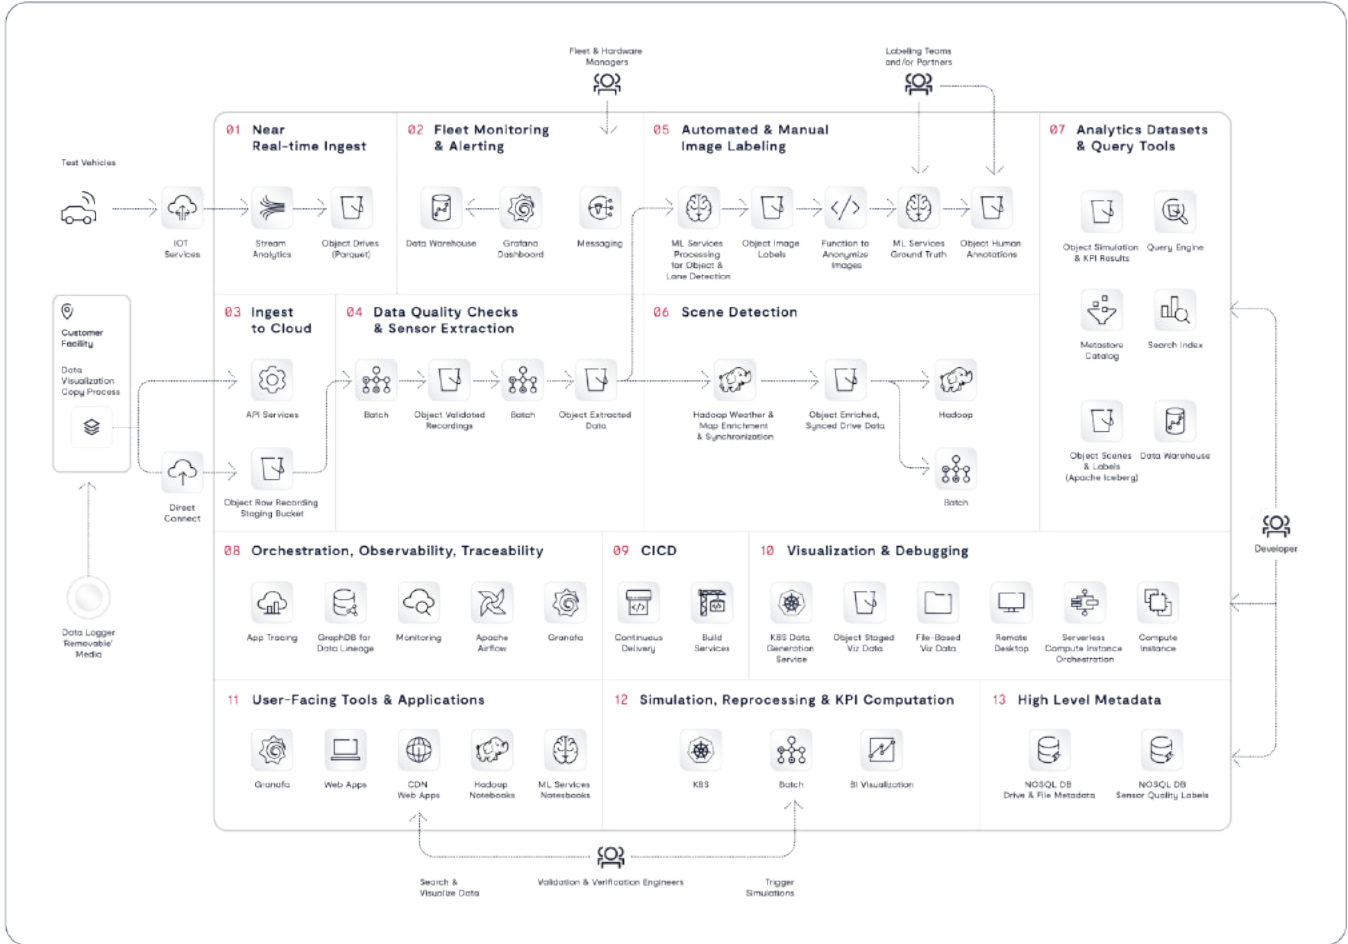 Fleet & Hardware
Managers
Labeling Teams
and/or Partners
Test Vehicles
IOT
Services
01 Near
Real-time Ingest
Stream
Analytics
Object Drives
(Parquet)
02 Fleet Monitoring
& Alerting
Data Warehouse
Grafana
Dashboard
Messaging
05 Automated & Manual
Image Labeling
ML Services
Processing
for Object &
Lane Detection
Object Image
Labels
Function to
Anonymize
Images
ML Services
Ground Truth
Object Human
Annotations
07 Analytics Datasets
& Query Tools
Object Simulation
& KPI Results
Query Engine
Metastore
Catalog
Search Index
Object Scenes
& Labels
(Apache Iceberg)
Data Warehouse
Customer
Facility
Data
Visualization
Copy Process
Direct
Connect
Data Logger
'Removable'
Media
03 Ingest
to Cloud
API Services
Object Raw Recording
Staging Bucket
04 Data Quality Checks
& Sensor Extraction
Batch
Object Validated
Recordings
Batch
Object Extracted
Data
06 Scene Detection
Hadoop Weather &
Map Enrichment
& Synchronization
Object Enriched,
Synced Drive Data
Hadoop
Batch
Developer
08 Orchestration, Observability, Traceability
App Tracing
GraphDB for
Data Lineage
Monitoring
Apache
Airflow
Granafa
09 CICD
Continuous
Delivery
Build
Services
10 Visualization & Debugging
K8S Data
Generation
Service
Object Staged
Viz Data
File-Based
Viz Data
Remote
Desktop
Serverless
Compute Instance
Orchestration
Compute
Instance
11 User-Facing Tools & Applications
Granafa
Web Apps
CDN
Web Apps
Hadoop
Notebooks
ML Services
Notesbooks
12 Simulation, Reprocessing & KPI Computation
K8S
Batch
BI Visualization
13 High Level Metadata
NOSQL DB
Drive & File Metadata
NOSQL DB
Sensor Quality Labels
Search &
Visualize Data
Validation & Verification Engineers
Trigger
Simulations